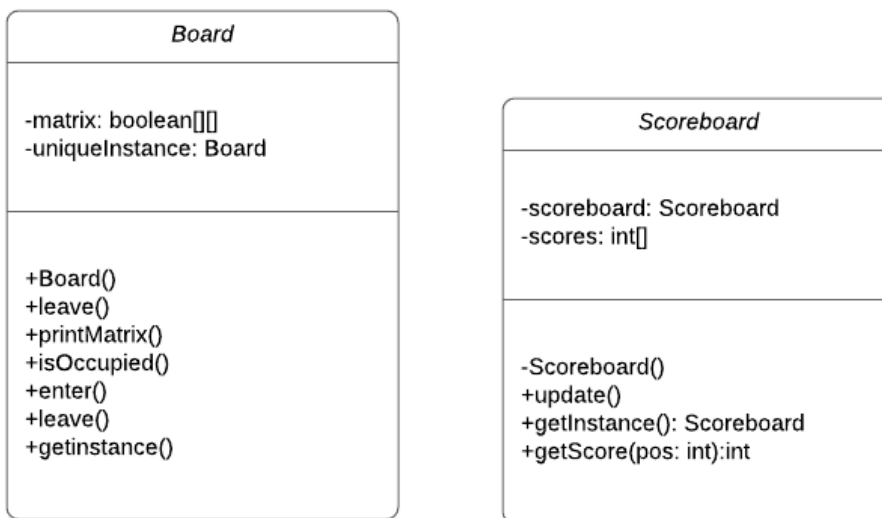 Board
-matrix: boolean[][]
-uniqueInstance: Board
+Board()
+leave()
+printMatrix()
+isOccupied()
+enter()
+leave()
+getinstance()
Scoreboard
-scoreboard: Scoreboard
-scores: int[]
-Scoreboard()
+update()
+getInstance(): Scoreboard
+getScore(pos: int):int